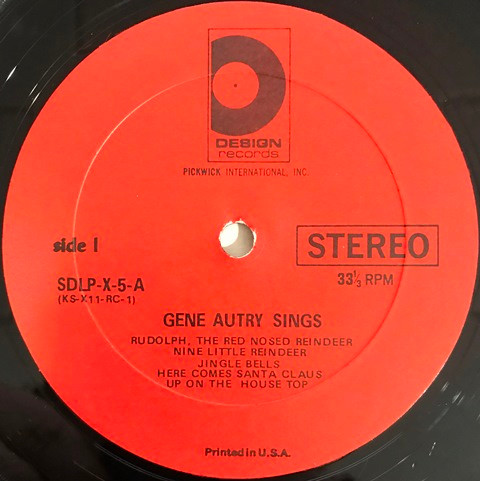 DESIGN
records
PICKWICK INTERNATIONAL, INC.
side 1
STEREO
SDLP-X-5-A
33⅓ RPM
(KS-X11-RC-1)
GENE AUTRY SINGS
RUDOLPH, THE RED NOSED REINDEER
NINE LITTLE REINDEER
JINGLE BELLS
HERE COMES SANTA CLAUS
UP ON THE HOUSE TOP
Printed in U.S.A.